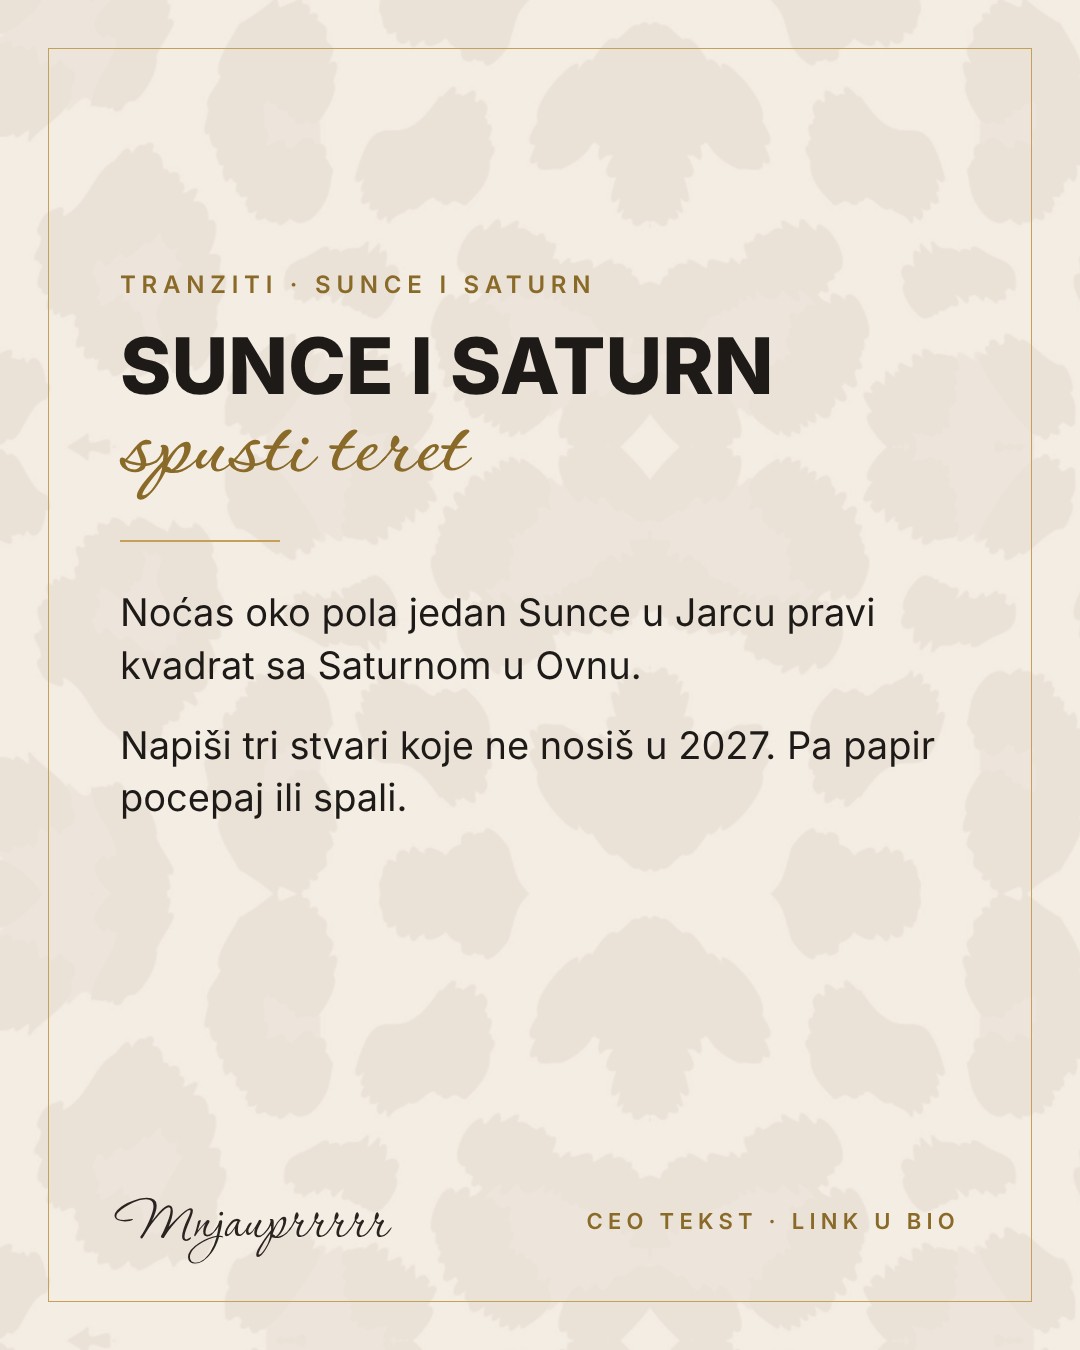 TRANZITI · SUNCE I SATURN
SUNCE I SATURN
spusti teret
Noćas oko pola jedan Sunce u Jarcu pravi
kvadrat sa Saturnom u Ovnu.
Napiši tri stvari koje ne nosiš u 2027. Pa papir
pocepaj ili spali.
Mnjauprrrrr
CEO TEKST · LINK U BIO